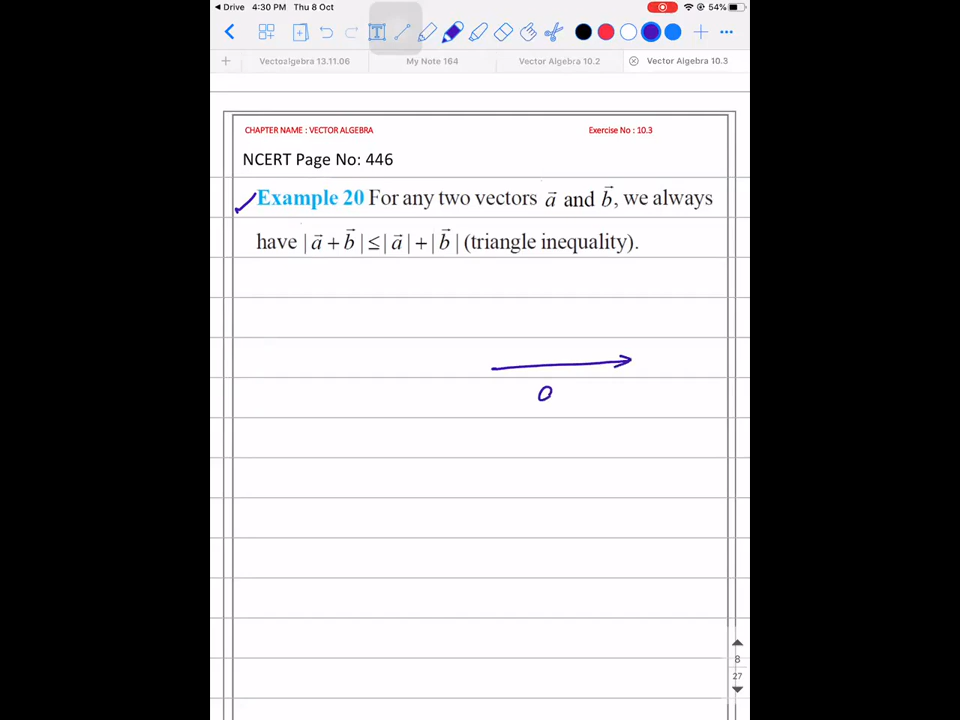 Drive 4:30 PM Thu 8 Oct 54%
T
Vectoalgebra 13.11.06 My Note 164 Vector Algebra 10.2 Vector Algebra 10.3
CHAPTER NAME : VECTOR ALGEBRA Exercise No : 10.3
NCERT Page No: 446
Example 20 For any two vectors a⃗ and b⃗, we always
have | a⃗ + b⃗ | ≤ | a⃗ | + | b⃗ | (triangle inequality).
8
27